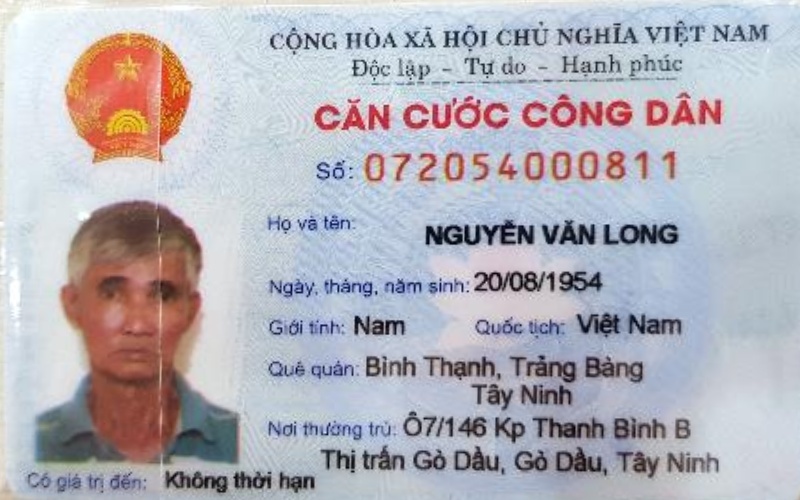 CỘNG HÒA XÃ HỘI CHỦ NGHĨA VIỆT NAM
Độc lập - Tự do - Hạnh phúc
CĂN CƯỚC CÔNG DÂN
Số: 072054000811
Họ và tên: NGUYỄN VĂN LONG
Ngày, tháng, năm sinh: 20/08/1954
Giới tính: Nam Quốc tịch: Việt Nam
Quê quán: Bình Thạnh, Trảng Bàng
Tây Ninh
Nơi thường trú: Ô7/146 Kp Thanh Bình B
Thị trấn Gò Dầu, Gò Dầu, Tây Ninh
Có giá trị đến: Không thời hạn